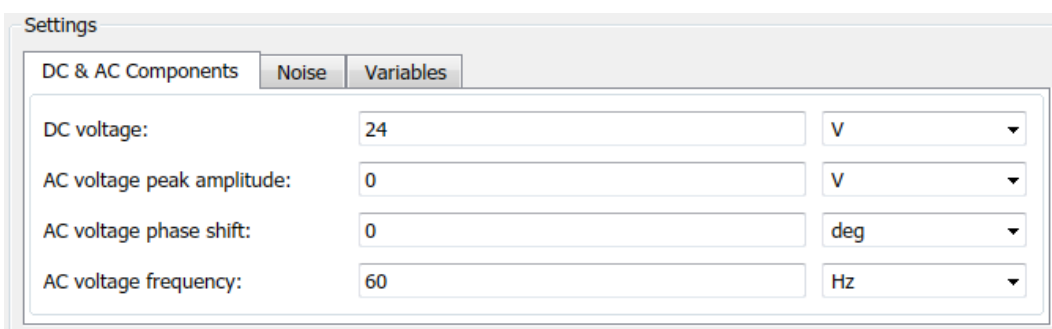 Settings
DC & AC Components Noise Variables
DC voltage: 24 V
AC voltage peak amplitude: 0 V
AC voltage phase shift: 0 deg
AC voltage frequency: 60 Hz